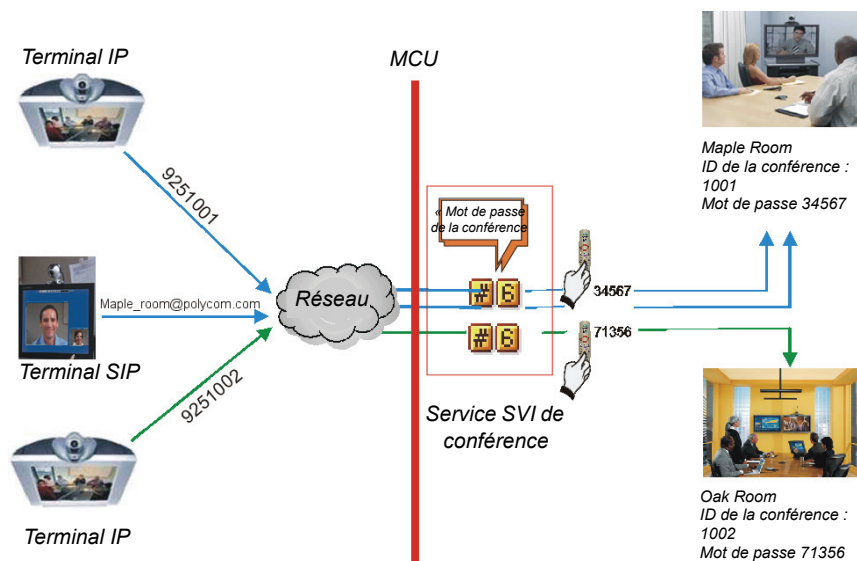 Terminal IP
MCU
9251001
Maple Room
ID de la conférence :
1001
Mot de passe 34567
« Mot de passe
de la conférence
Maple_room@polycom.com
Réseau
# 6
34567
# 6
71356
Terminal SIP
9251002
Service SVI de
conférence
Terminal IP
Oak Room
ID de la conférence :
1002
Mot de passe 71356